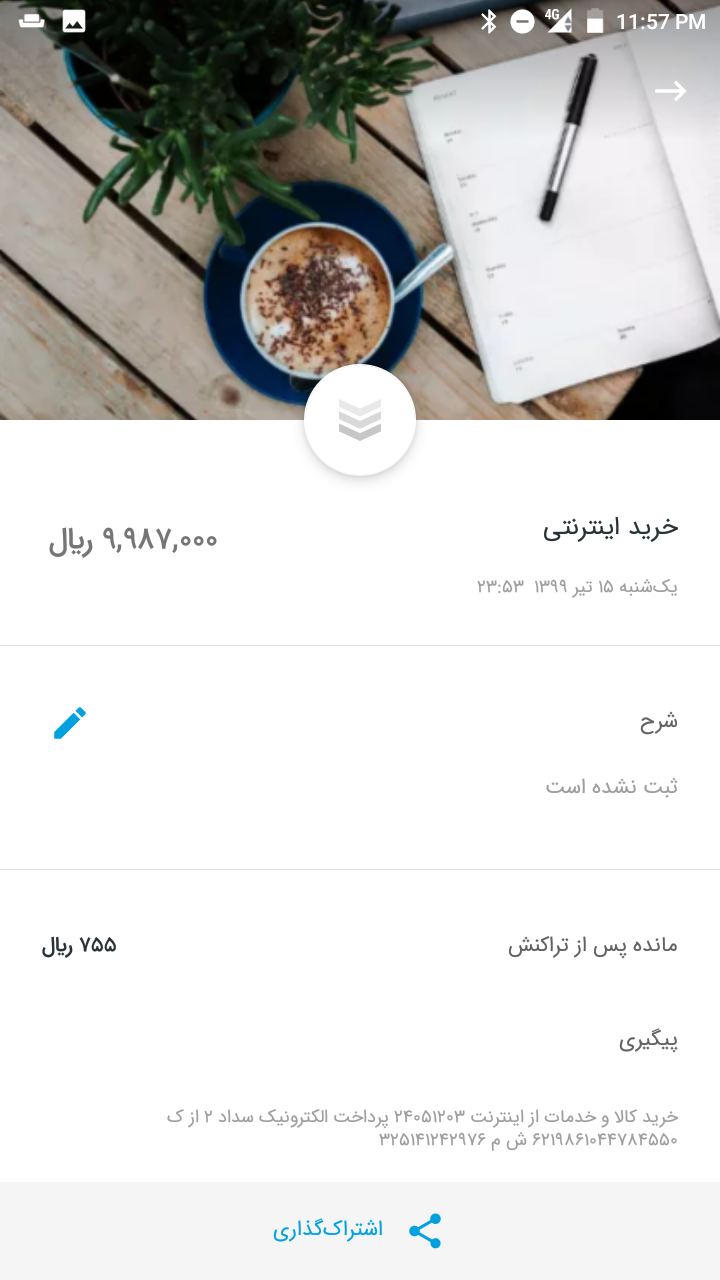 4G 11:57 PM
خرید اینترنتی
۹,۹۸۷,۰۰۰ ریال
یک‌شنبه ۱۵ تیر ۱۳۹۹ ۲۳:۵۳
شرح
ثبت نشده است
مانده پس از تراکنش
۷۵۵ ریال
پیگیری
خرید کالا و خدمات از اینترنت ۲۴۰۵۱۲۰۳ پرداخت الکترونیک سداد ۲ از ک
۶۲۱۹۸۶۱۰۴۴۷۸۴۵۵۰ ش م ۳۲۵۱۴۱۲۴۲۹۷۶
اشتراک‌گذاری